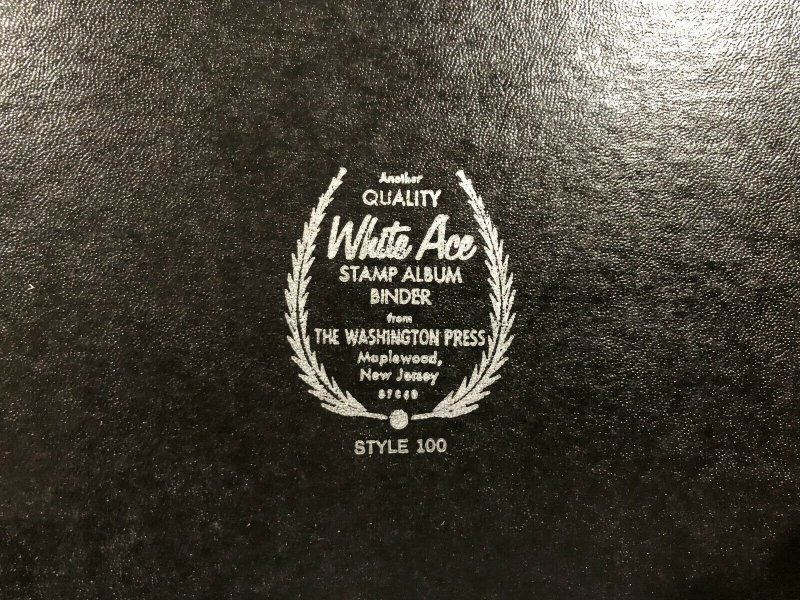 Another
QUALITY
White Ace
STAMP ALBUM
BINDER
from
THE WASHINGTON PRESS
Maplewood,
New Jersey
STYLE 100